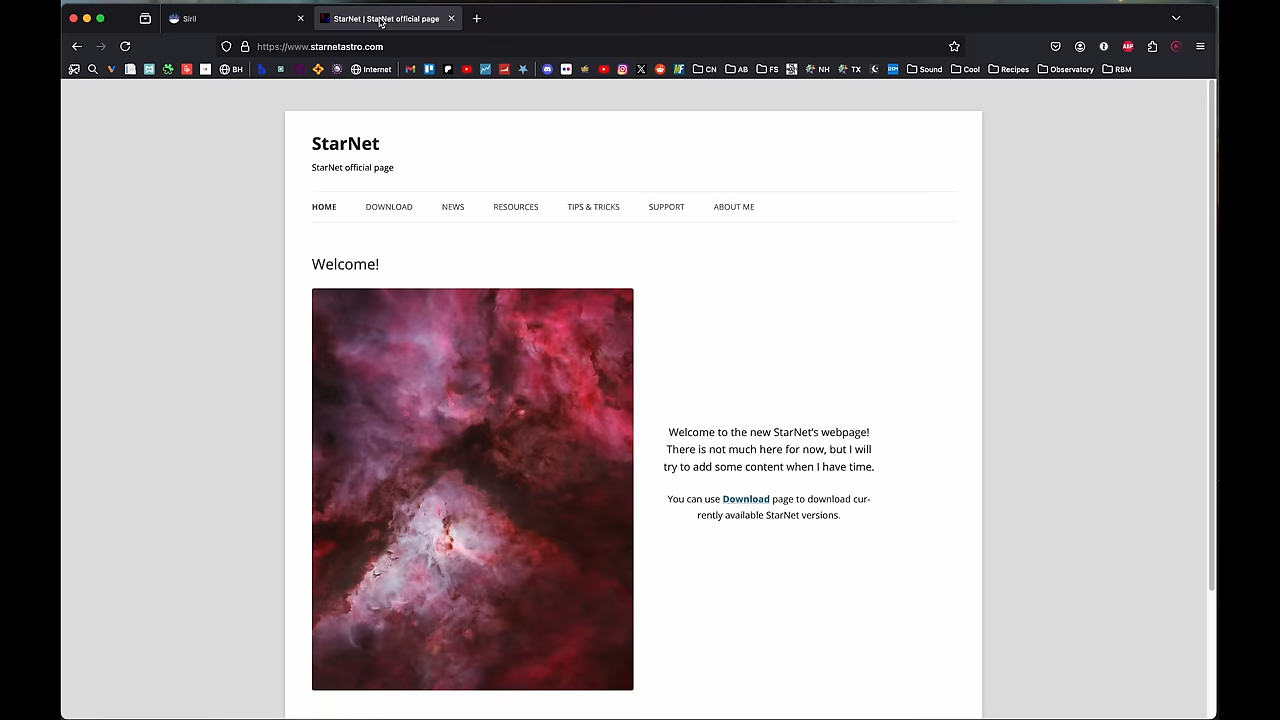 Siril
StarNet | StarNet official page
https://www.starnetastro.com
BH
Internet
CN
AB
FS
NH
TX
Sound
Cool
Recipes
Observatory
RBM
StarNet
StarNet official page
HOME DOWNLOAD NEWS RESOURCES TIPS & TRICKS SUPPORT ABOUT ME
Welcome!
Welcome to the new StarNet's webpage!
There is not much here for now, but I will
try to add some content when I have time.
You can use Download page to download cur-
rently available StarNet versions.